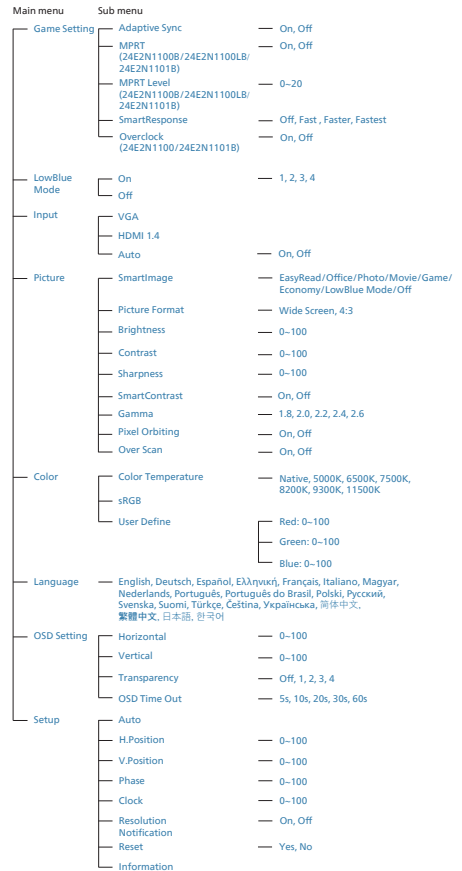 Main menu Sub menu
Game Setting Adaptive Sync On, Off
MPRT On, Off
(24E2N1100B/24E2N1100LB/
24E2N1101B)
MPRT Level 0~20
(24E2N1100B/24E2N1100LB/
24E2N1101B)
SmartResponse Off, Fast , Faster, Fastest
Overclock On, Off
(24E2N1100/24E2N1101B)
LowBlue On 1, 2, 3, 4
Mode
Off
Input VGA
HDMI 1.4
Auto On, Off
Picture SmartImage EasyRead/Office/Photo/Movie/Game/
Economy/LowBlue Mode/Off
Picture Format Wide Screen, 4:3
Brightness 0~100
Contrast 0~100
Sharpness 0~100
SmartContrast On, Off
Gamma 1.8, 2.0, 2.2, 2.4, 2.6
Pixel Orbiting On, Off
Over Scan On, Off
Color Color Temperature Native, 5000K, 6500K, 7500K,
8200K, 9300K, 11500K
sRGB
User Define Red: 0~100
Green: 0~100
Blue: 0~100
Language English, Deutsch, Español, Ελληνική, Français, Italiano, Magyar,
Nederlands, Português, Português do Brasil, Polski, Русский,
Svenska, Suomi, Türkçe, Čeština, Українська, 简体中文,
繁體中文, 日本語, 한국어
OSD Setting Horizontal 0~100
Vertical 0~100
Transparency Off, 1, 2, 3, 4
OSD Time Out 5s, 10s, 20s, 30s, 60s
Setup Auto
H.Position 0~100
V.Position 0~100
Phase 0~100
Clock 0~100
Resolution On, Off
Notification
Reset Yes, No
Information